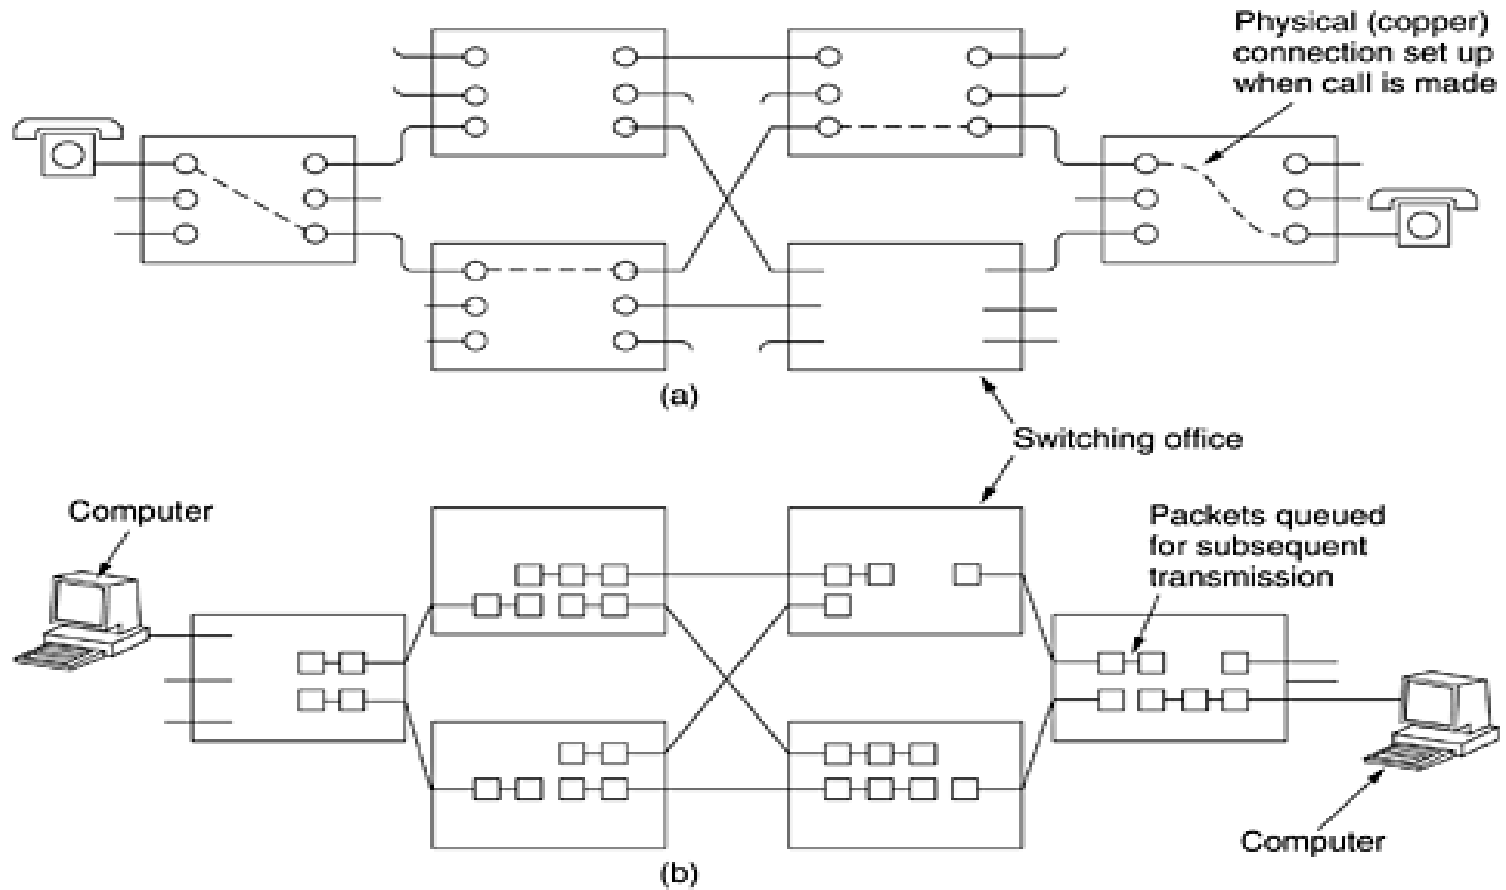 Physical (copper)
connection set up
when call is made
(a)
Switching office
Computer
Packets queued
for subsequent
transmission
Computer
(b)